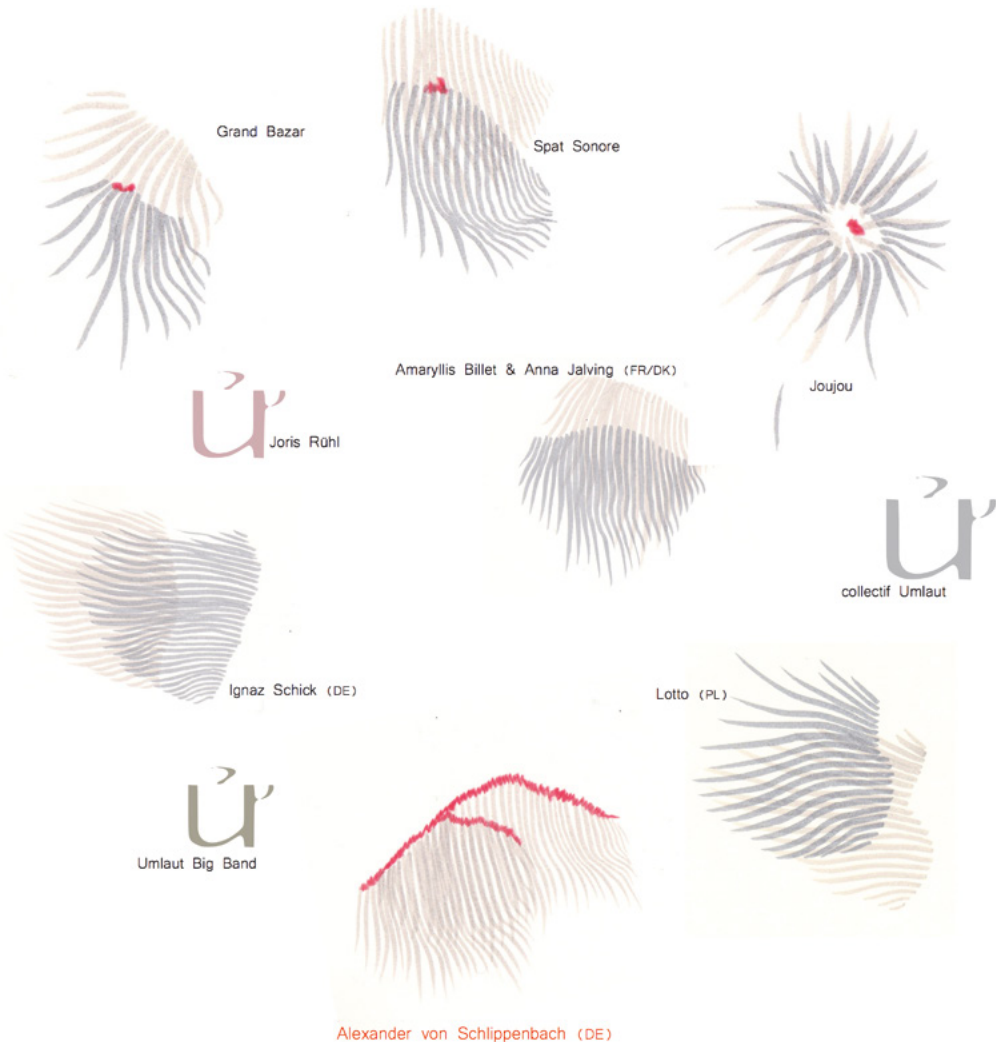 Grand Bazar
Spat Sonore
Amaryllis Billet & Anna Jalving (FR/DK)
Joujou
Joris Rühl
collectif Umlaut
Ignaz Schick (DE)
Lotto (PL)
Umlaut Big Band
Alexander von Schlippenbach (DE)